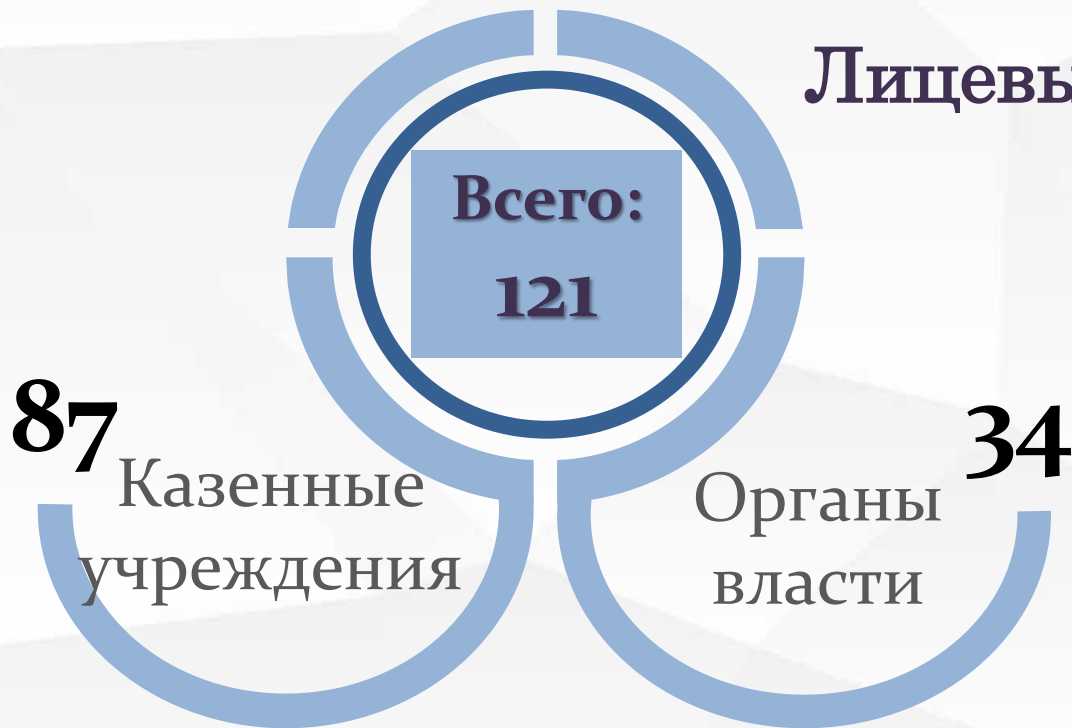 Лицевы
Всего:
121
87
Казенные
учреждения
34
Органы
власти